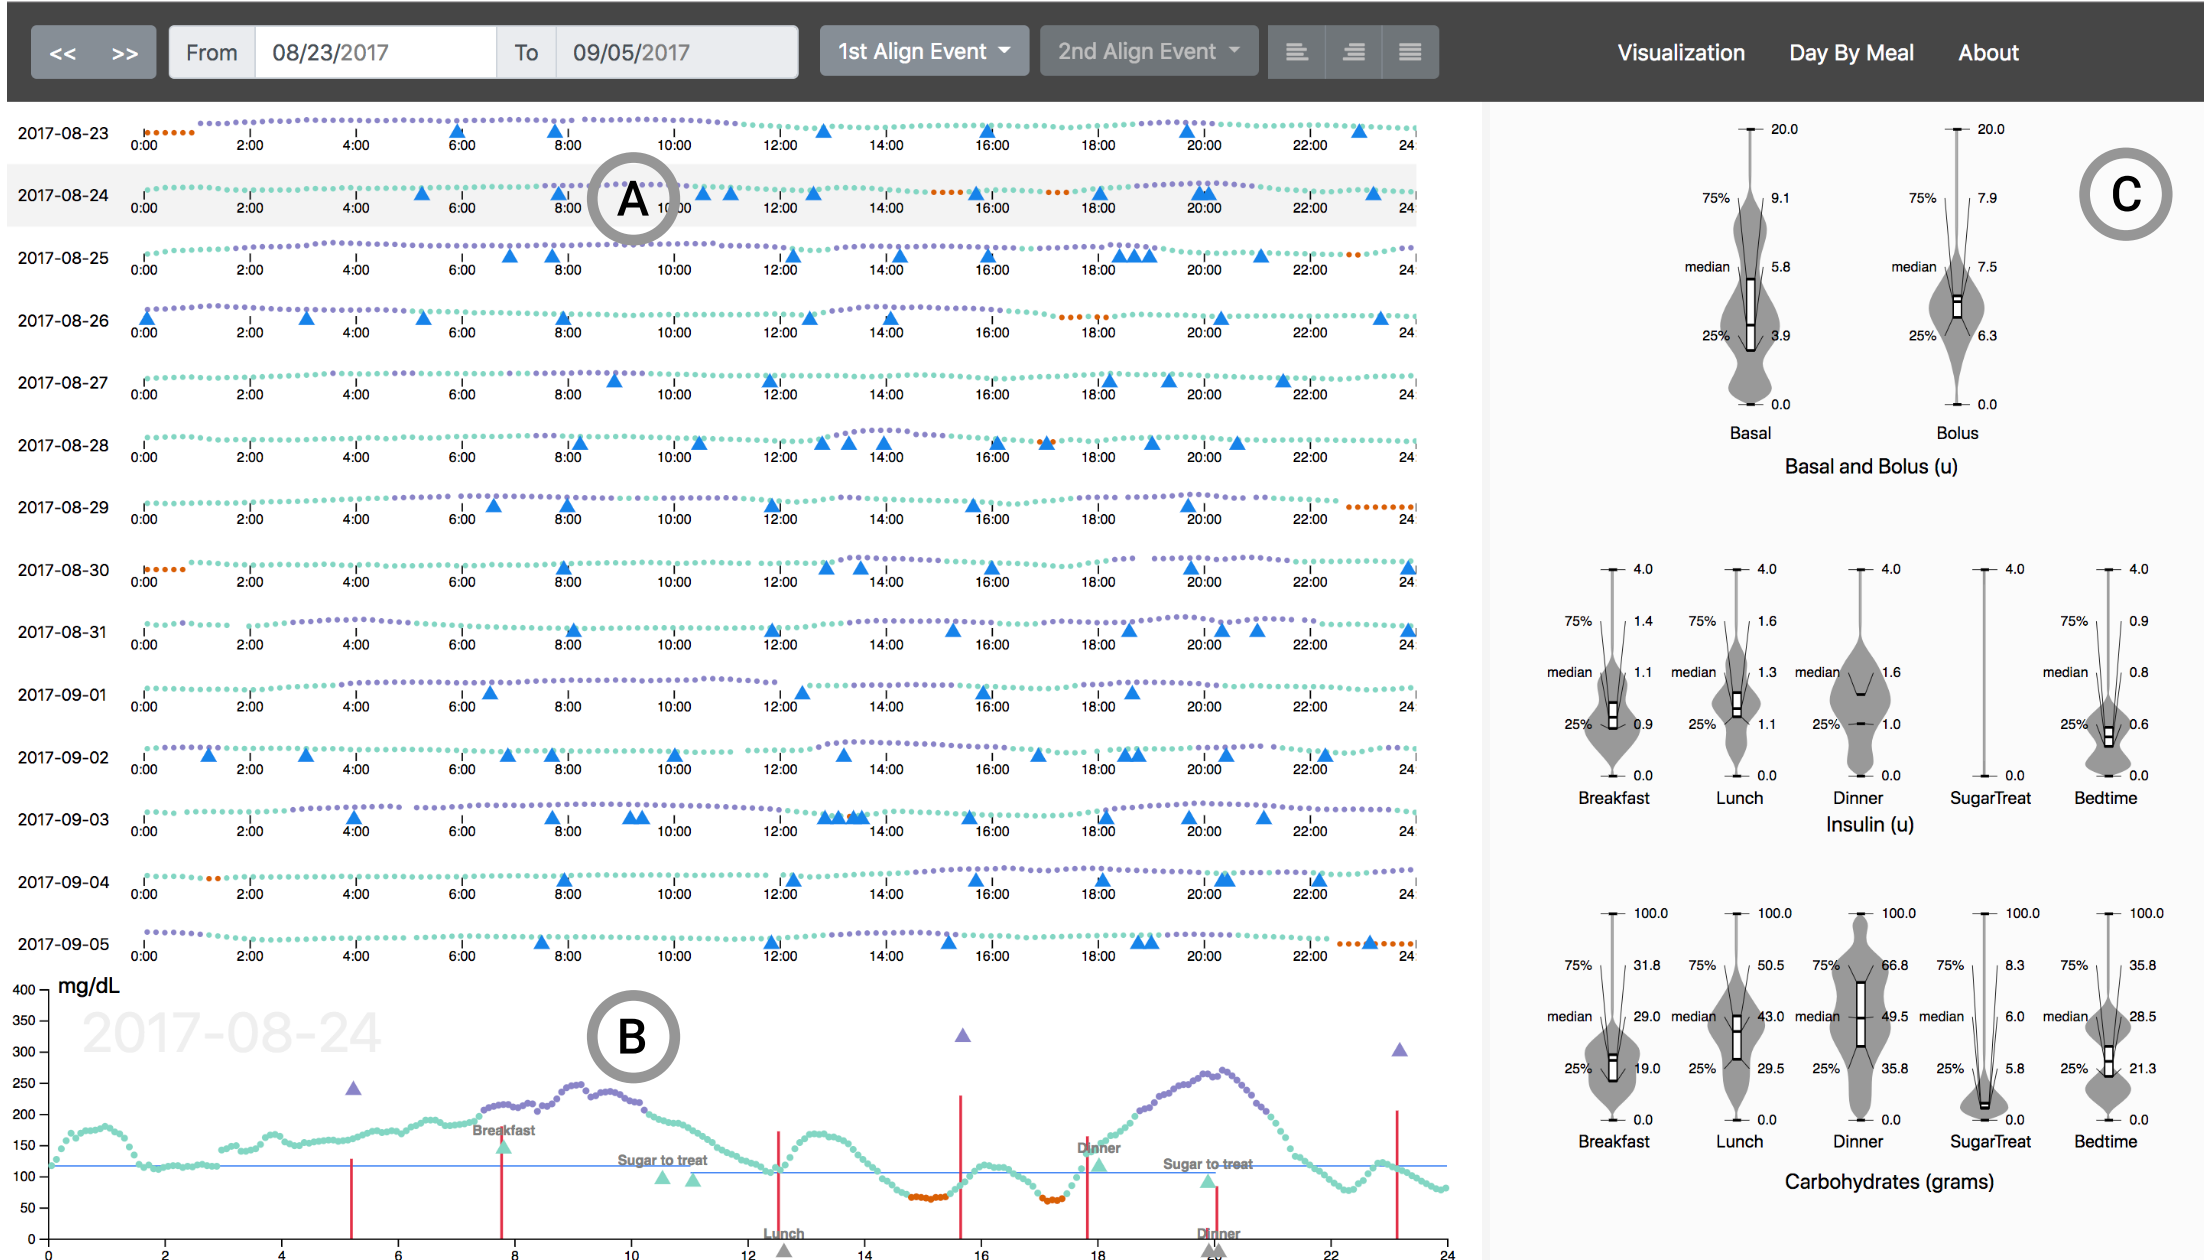 << >> From 08/23/2017 To 09/05/2017 1st Align Event 2nd Align Event Visualization Day By Meal About
2017-08-23
0:00 2:00 4:00 6:00 8:00 10:00 12:00 14:00 16:00 18:00 20:00 22:00 24:
2017-08-24
0:00 2:00 4:00 6:00 8:00 10:00 12:00 14:00 16:00 18:00 20:00 22:00 24:
A
2017-08-25
0:00 2:00 4:00 6:00 8:00 10:00 12:00 14:00 16:00 18:00 20:00 22:00 24:
2017-08-26
0:00 2:00 4:00 6:00 8:00 10:00 12:00 14:00 16:00 18:00 20:00 22:00 24:
2017-08-27
0:00 2:00 4:00 6:00 8:00 10:00 12:00 14:00 16:00 18:00 20:00 22:00 24:
2017-08-28
0:00 2:00 4:00 6:00 8:00 10:00 12:00 14:00 16:00 18:00 20:00 22:00 24:
2017-08-29
0:00 2:00 4:00 6:00 8:00 10:00 12:00 14:00 16:00 18:00 20:00 22:00 24:
2017-08-30
0:00 2:00 4:00 6:00 8:00 10:00 12:00 14:00 16:00 18:00 20:00 22:00 24:
2017-08-31
0:00 2:00 4:00 6:00 8:00 10:00 12:00 14:00 16:00 18:00 20:00 22:00 24:
2017-09-01
0:00 2:00 4:00 6:00 8:00 10:00 12:00 14:00 16:00 18:00 20:00 22:00 24:
2017-09-02
0:00 2:00 4:00 6:00 8:00 10:00 12:00 14:00 16:00 18:00 20:00 22:00 24:
2017-09-03
0:00 2:00 4:00 6:00 8:00 10:00 12:00 14:00 16:00 18:00 20:00 22:00 24:
2017-09-04
0:00 2:00 4:00 6:00 8:00 10:00 12:00 14:00 16:00 18:00 20:00 22:00 24:
2017-09-05
0:00 2:00 4:00 6:00 8:00 10:00 12:00 14:00 16:00 18:00 20:00 22:00 24:
mg/dL
400
350
300
250
200
150
100
50
0
2017-08-24
B
Breakfast
Sugar to treat
Lunch
Dinner
Sugar to treat
Dinner
0 2 4 6 8 10 12 14 16 18 20 22 24
C
20.0 20.0
75% 9.1 75% 7.9
median 5.8 median 7.5
25% 3.9 25% 6.3
0.0 0.0
Basal Bolus
Basal and Bolus (u)
4.0 4.0 4.0 4.0 4.0
75% 1.4 75% 1.6 75% 0.9
median 1.1 median 1.3 median 1.6 median 0.8
25% 0.9 25% 1.1 25% 1.0 25% 0.6
0.0 0.0 0.0 0.0 0.0
Breakfast Lunch Dinner SugarTreat Bedtime
Insulin (u)
100.0 100.0 100.0 100.0 100.0
75% 31.8 75% 50.5 75% 66.8 75% 8.3 75% 35.8
median 29.0 median 43.0 median 49.5 median 6.0 median 28.5
25% 19.0 25% 29.5 25% 35.8 25% 5.8 25% 21.3
0.0 0.0 0.0 0.0 0.0
Breakfast Lunch Dinner SugarTreat Bedtime
Carbohydrates (grams)